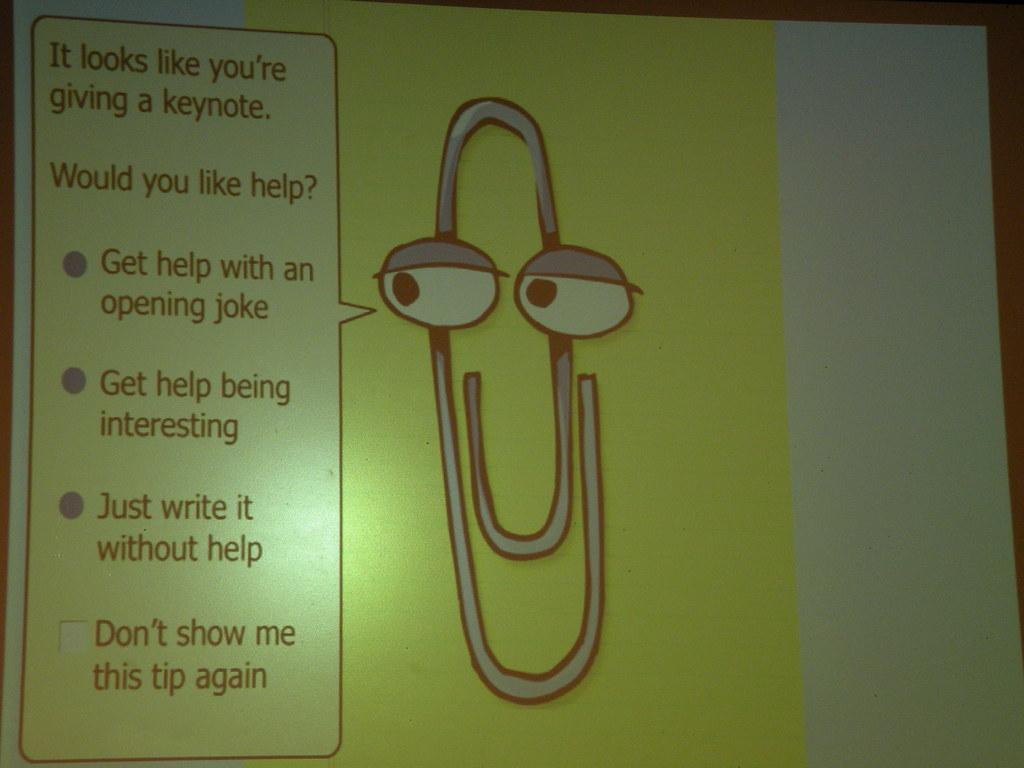 It looks like you're
giving a keynote.
Would you like help?
Get help with an
opening joke
Get help being
interesting
Just write it
without help
Don't show me
this tip again